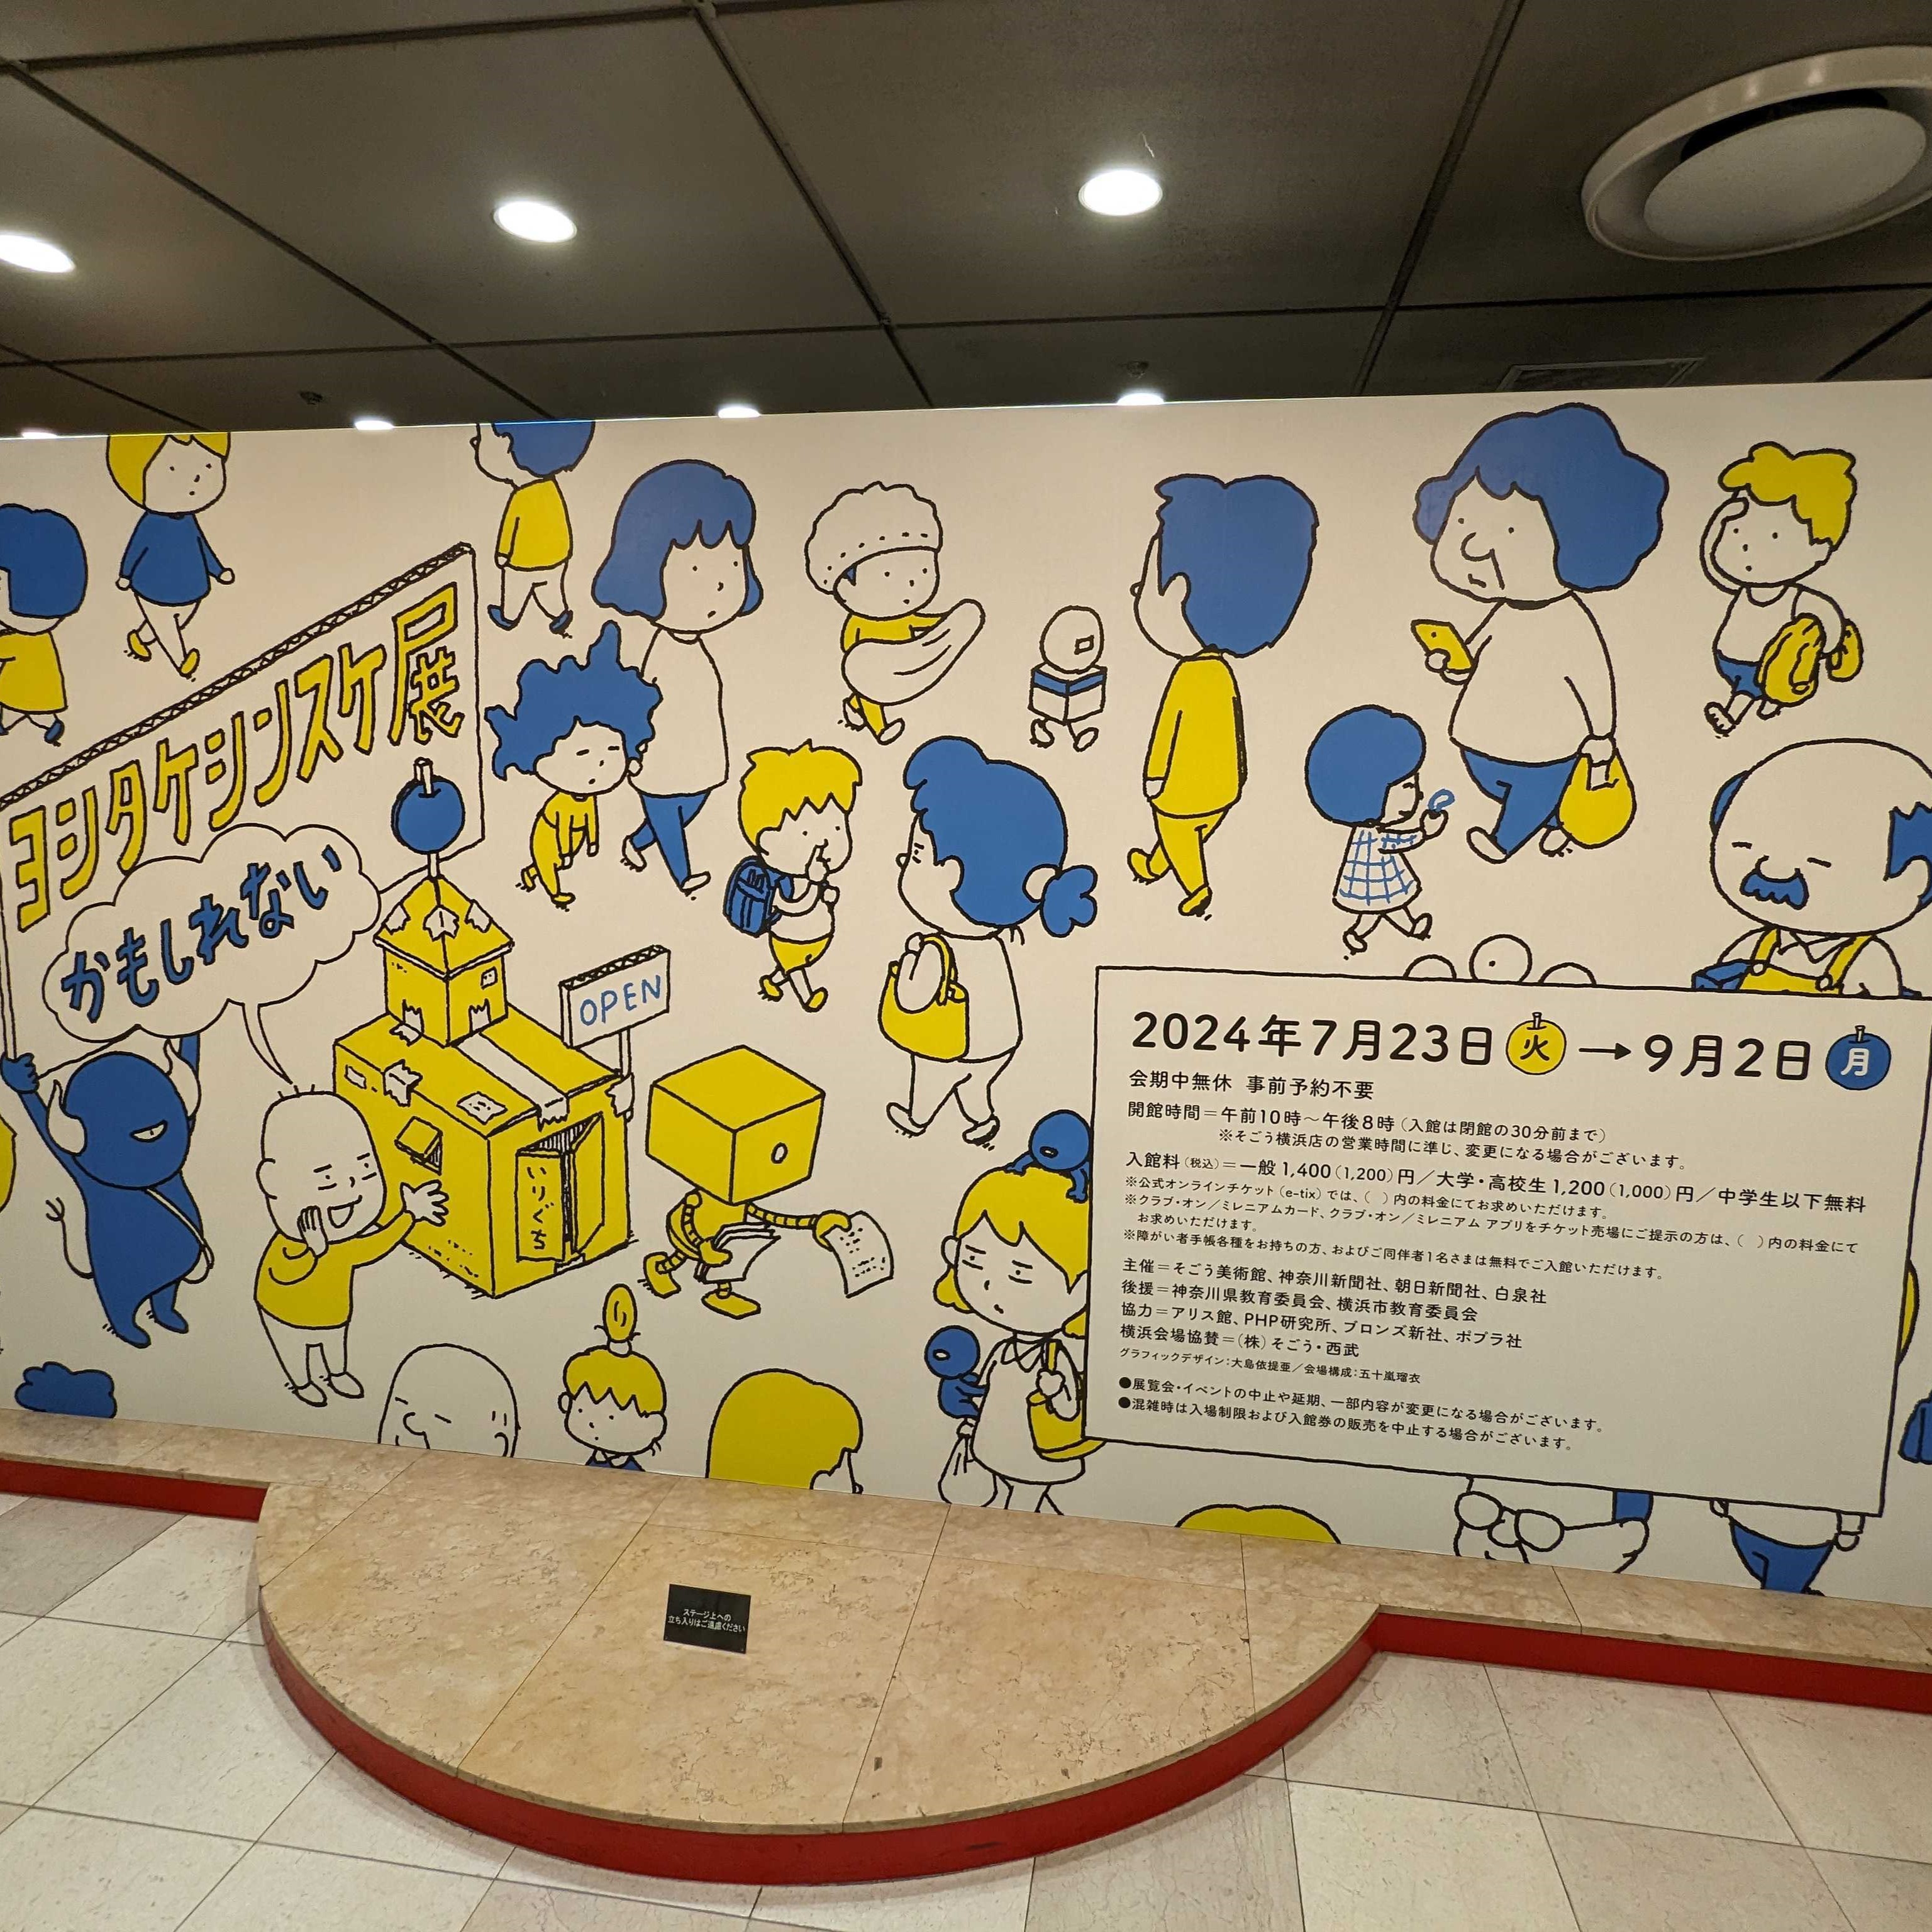 ヨシタケシンスケ展
かもしれない
OPEN
いりぐち
2024年7月23日火→9月2日月
会期中無休 事前予約不要
開館時間＝午前10時～午後8時（入館は閉館の30分前まで）
※そごう横浜店の営業時間に準じ、変更になる場合がございます。
入館料（税込）＝一般1,400（1,200）円／大学・高校生1,200（1,000）円／中学生以下無料
※公式オンラインチケット（e-tix）では、（ ）内の料金にてお求めいただけます。
※クラブ・オン／ミレニアムカード、クラブ・オン／ミレニアム アプリをチケット売場にご提示の方は、（ ）内の料金にて
お求めいただけます。
※障がい者手帳各種をお持ちの方、およびご同伴者1名さまは無料でご入館いただけます。
主催＝そごう美術館、神奈川新聞社、朝日新聞社、白泉社
後援＝神奈川県教育委員会、横浜市教育委員会
協力＝アリス館、PHP研究所、ブロンズ新社、ポプラ社
横浜会場協賛＝（株）そごう・西武
グラフィックデザイン：大島依提亜／会場構成：五十嵐瑠衣
●展覧会・イベントの中止や延期、一部内容が変更になる場合がございます。
●混雑時は入場制限および入館券の販売を中止する場合がございます。
ステージ上への
立ち入りはご遠慮ください